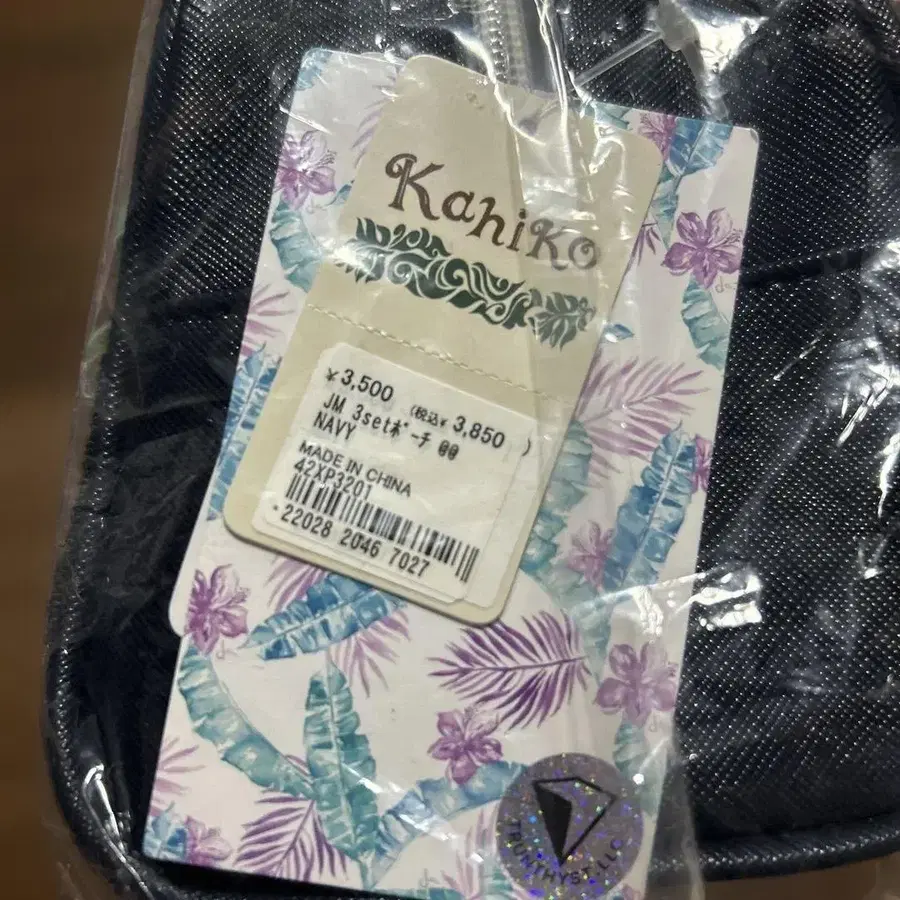 Kahiko
¥3,500 (税込¥ 3,850 )
JM 3setポーチ @@
NAVY
MADE IN CHINA
42XP3201
22028 2046 7027